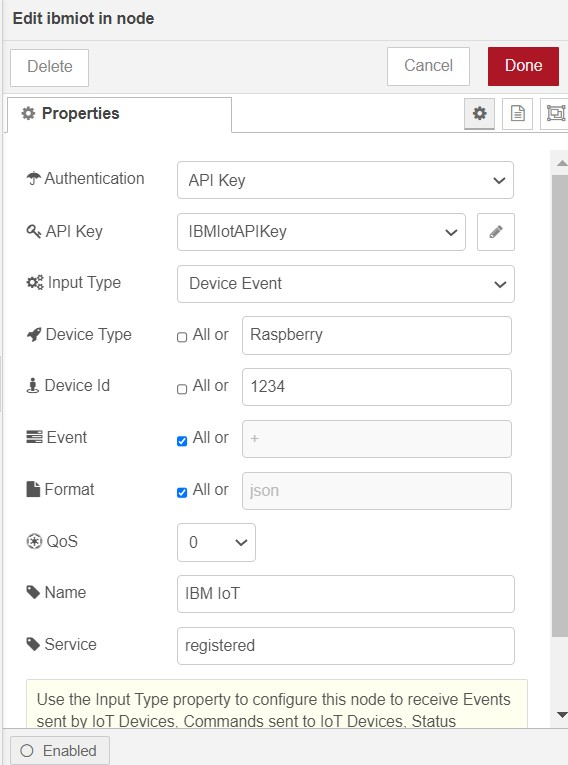 Edit ibmiot in node
Delete
Cancel
Done
Properties
Authentication
API Key
API Key
IBMIotAPIKey
Input Type
Device Event
Device Type
All or
Raspberry
Device Id
All or
1234
Event
All or
+
Format
All or
json
QoS
0
Name
IBM IoT
Service
registered
Use the Input Type property to configure this node to receive Events
sent by IoT Devices, Commands sent to IoT Devices, Status
Enabled